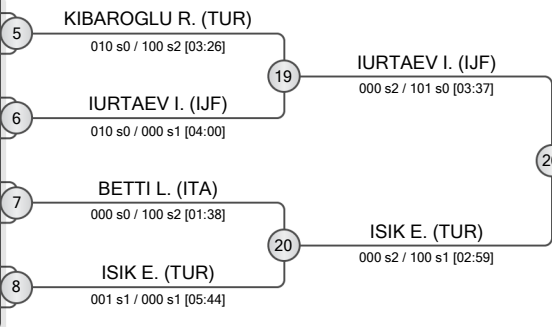 KIBAROGLU R. (TUR)
5
010 s0 / 100 s2 [03:26]
IURTAEV I. (IJF)
19
000 s2 / 101 s0 [03:37]
IURTAEV I. (IJF)
6
010 s0 / 000 s1 [04:00]
BETTI L. (ITA)
7
000 s0 / 100 s2 [01:38]
ISIK E. (TUR)
20
000 s2 / 100 s1 [02:59]
ISIK E. (TUR)
8
001 s1 / 000 s1 [05:44]